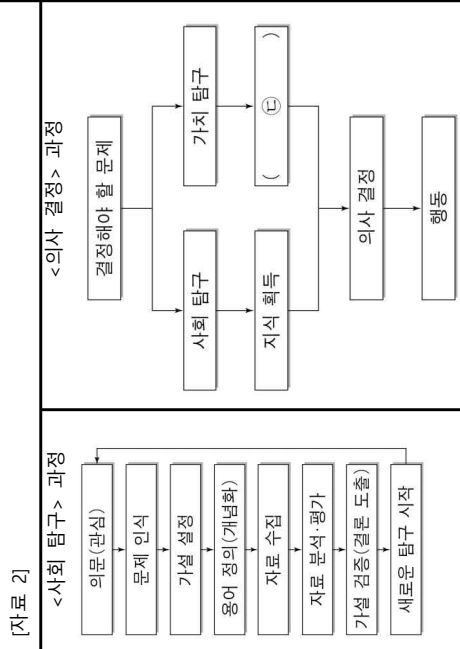 [자료 2]
<사회 탐구> 과정
의문(관심)
문제 인식
가설 설정
용어 정의(개념화)
자료 수집
자료 분석·평가
가설 검증(결론 도출)
새로운 탐구 시작
<의사 결정> 과정
결정해야 할 문제
사회 탐구
가치 탐구
지식 획득
( ㉢ )
의사 결정
행동